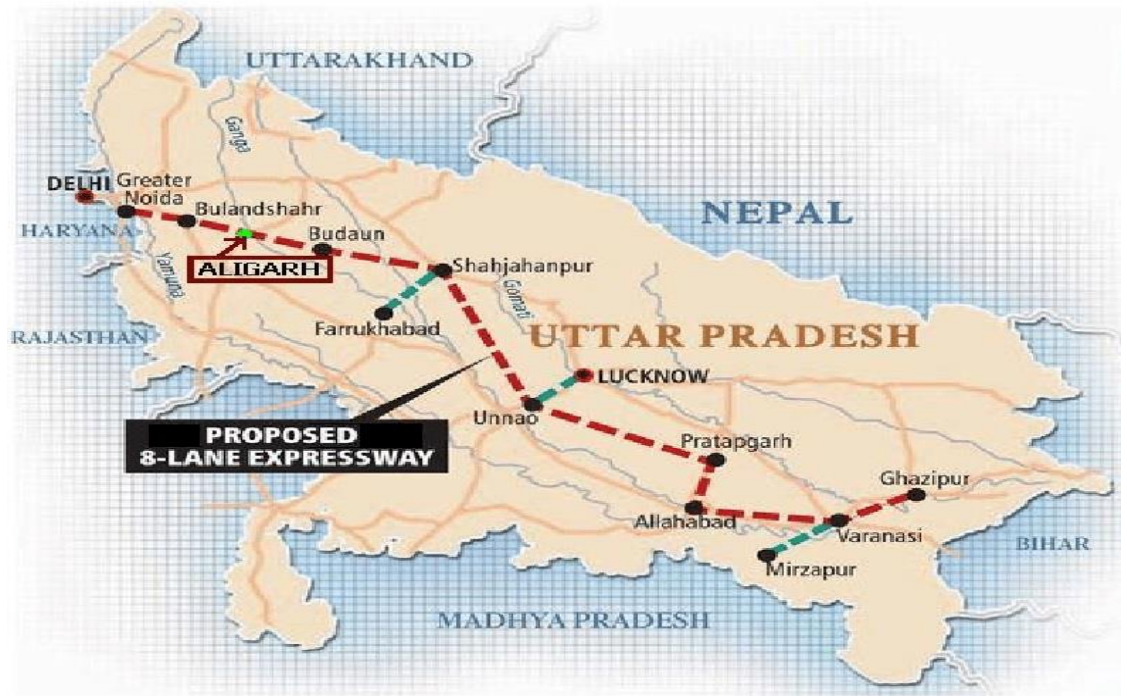 UTTARAKHAND
Ganga
DELHI
Greater
Noida
Bulandshahr
NEPAL
HARYANA
Budaun
ALIGARH
Yamuna
Shahjahanpur
Gomati
Farrukhabad
RAJASTHAN
UTTAR PRADESH
LUCKNOW
Unnao
PROPOSED
8-LANE EXPRESSWAY
Pratapgarh
Ghazipur
Allahabad
Varanasi
BIHAR
Mirzapur
MADHYA PRADESH